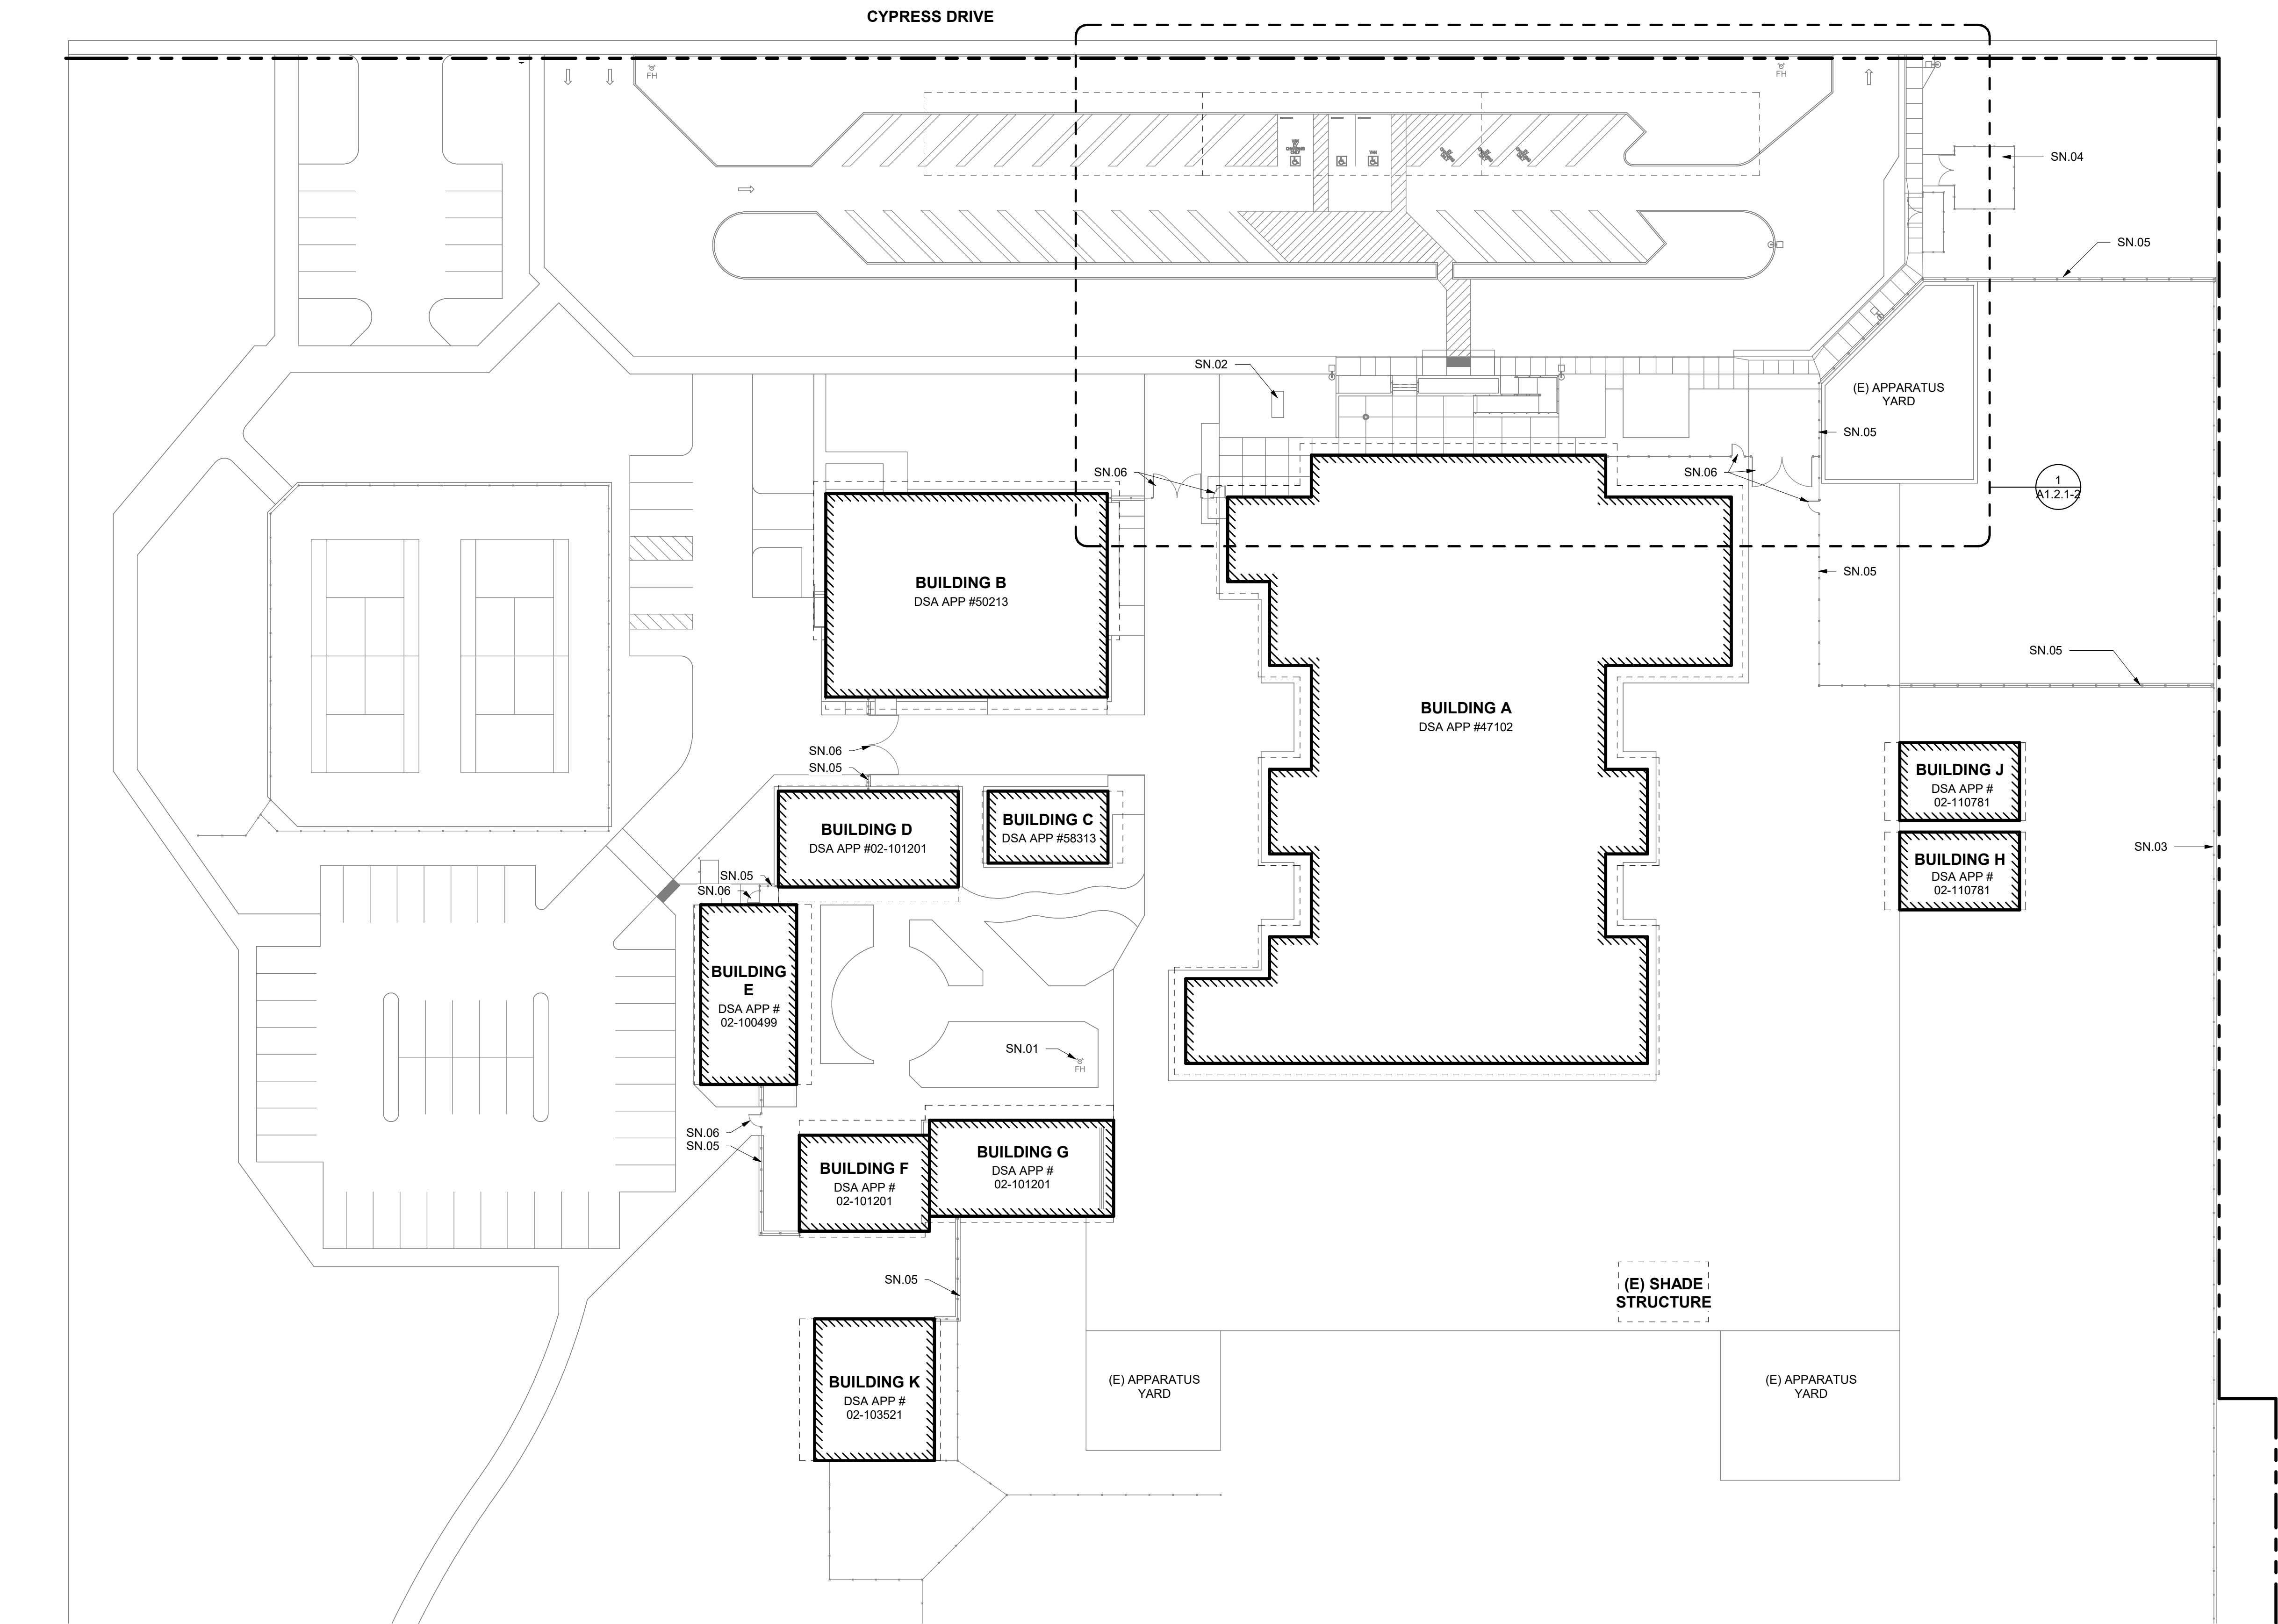 CYPRESS DRIVE
FH
FH
VAN
SN.04
SN.05
SN.02
(E) APPARATUS
YARD
SN.05
SN.06
SN.06
1
A1.2.1-2
SN.05
BUILDING B
DSA APP #50213
SN.05
BUILDING A
DSA APP #47102
SN.06
SN.05
BUILDING J
DSA APP #
02-110781
BUILDING D
DSA APP #02-101201
BUILDING C
DSA APP #58313
SN.03
BUILDING H
DSA APP #
02-110781
SN.05
SN.06
BUILDING
E
DSA APP #
02-100499
SN.01
FH
SN.06
SN.05
BUILDING F
DSA APP #
02-101201
BUILDING G
DSA APP #
02-101201
SN.05
(E) SHADE
STRUCTURE
BUILDING K
DSA APP #
02-103521
(E) APPARATUS
YARD
(E) APPARATUS
YARD